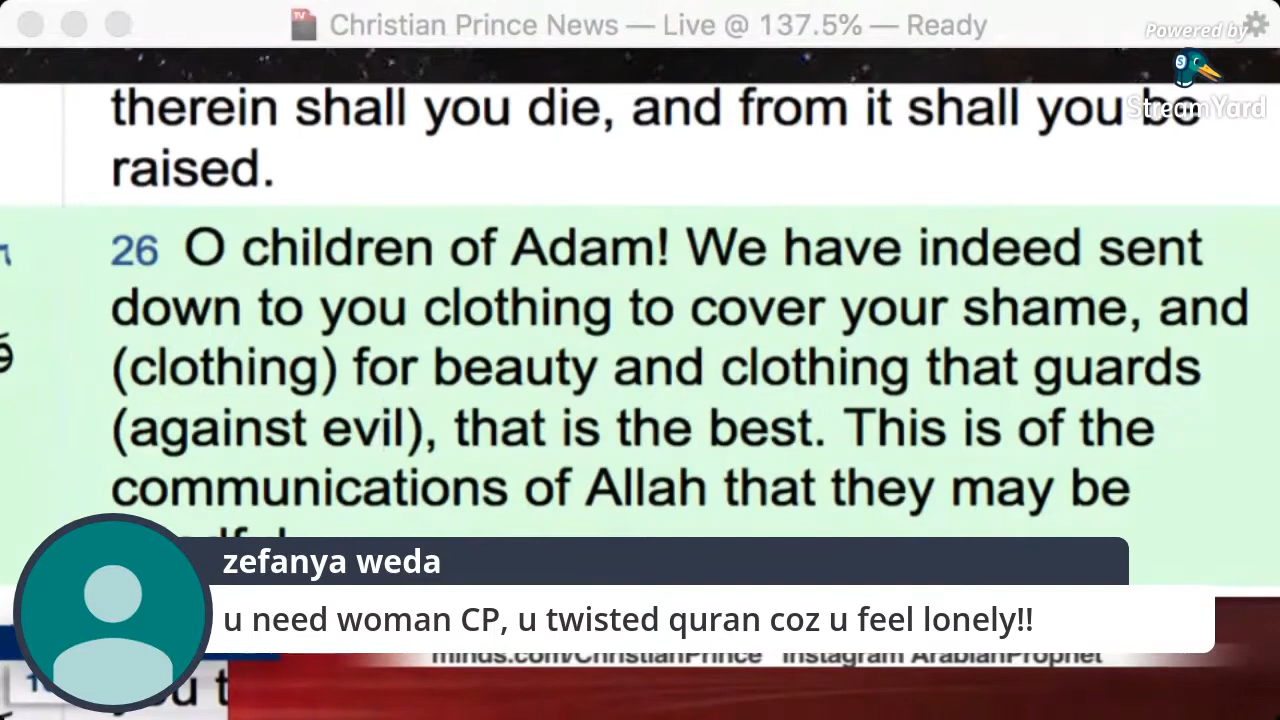 Christian Prince News — Live @ 137.5% — Ready
Powered by
StreamYard
therein shall you die, and from it shall you be
raised.
26 O children of Adam! We have indeed sent
down to you clothing to cover your shame, and
(clothing) for beauty and clothing that guards
(against evil), that is the best. This is of the
communications of Allah that they may be
zefanya weda
u need woman CP, u twisted quran coz u feel lonely!!
minds.com/ChristianPrince Instagram ArabianProphet